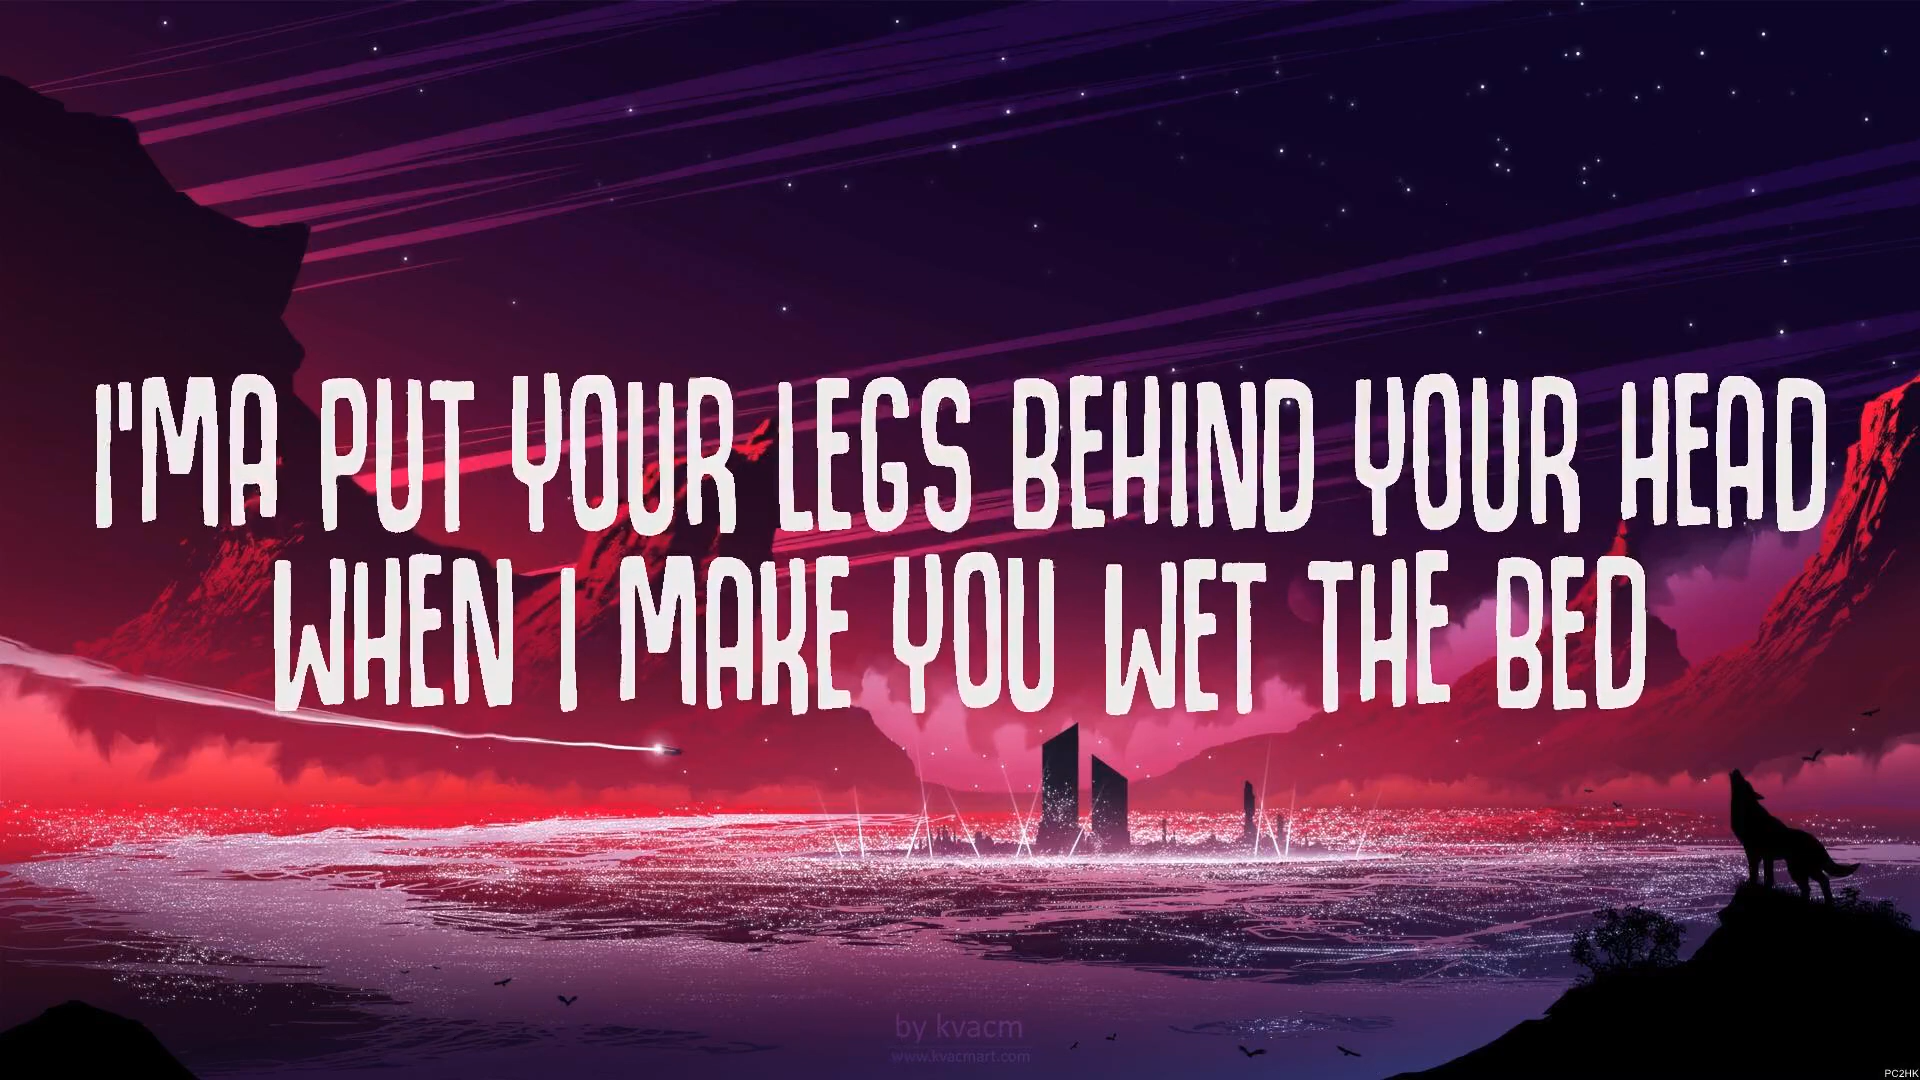 I'MA PUT YOUR LEGS BEHIND YOUR HEAD
WHEN I MAKE YOU WET THE BED
by kvacm
www.kvacmart.com
PC2HK